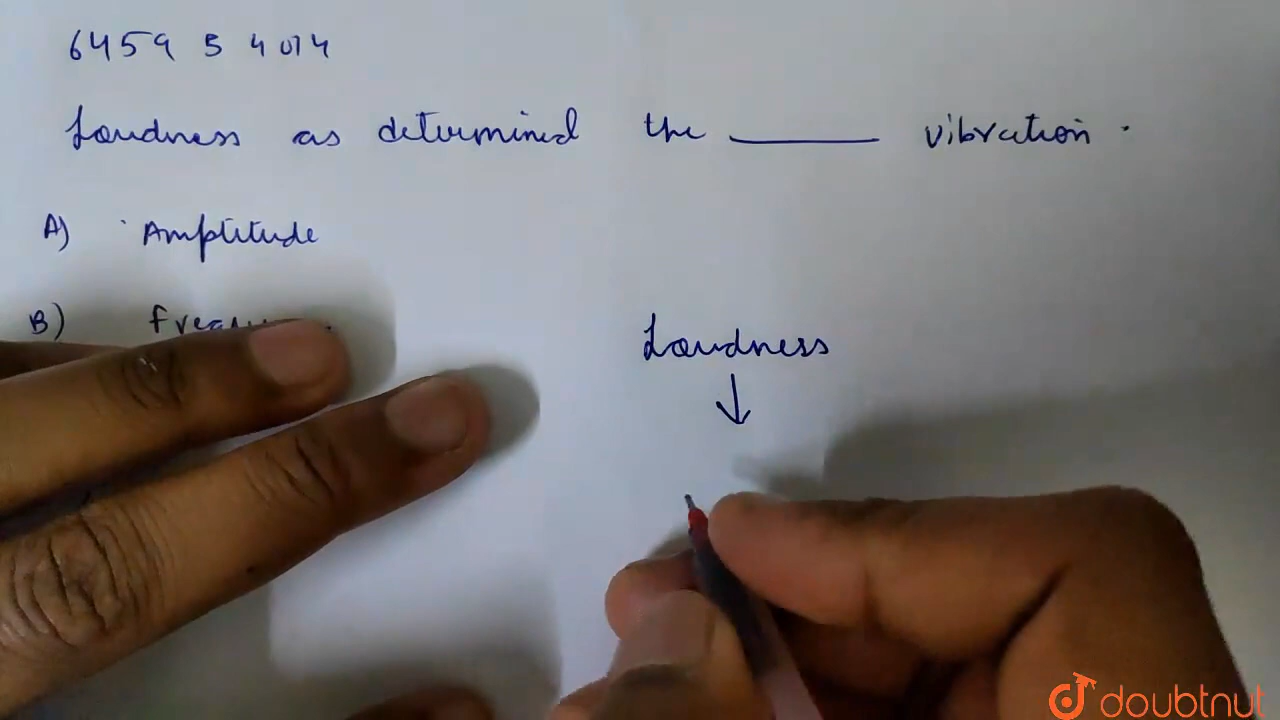 6459 5 4014
Loudness as determined the ______ vibration.
A) Amplitude
B)
Loudness
↓
doubtnut